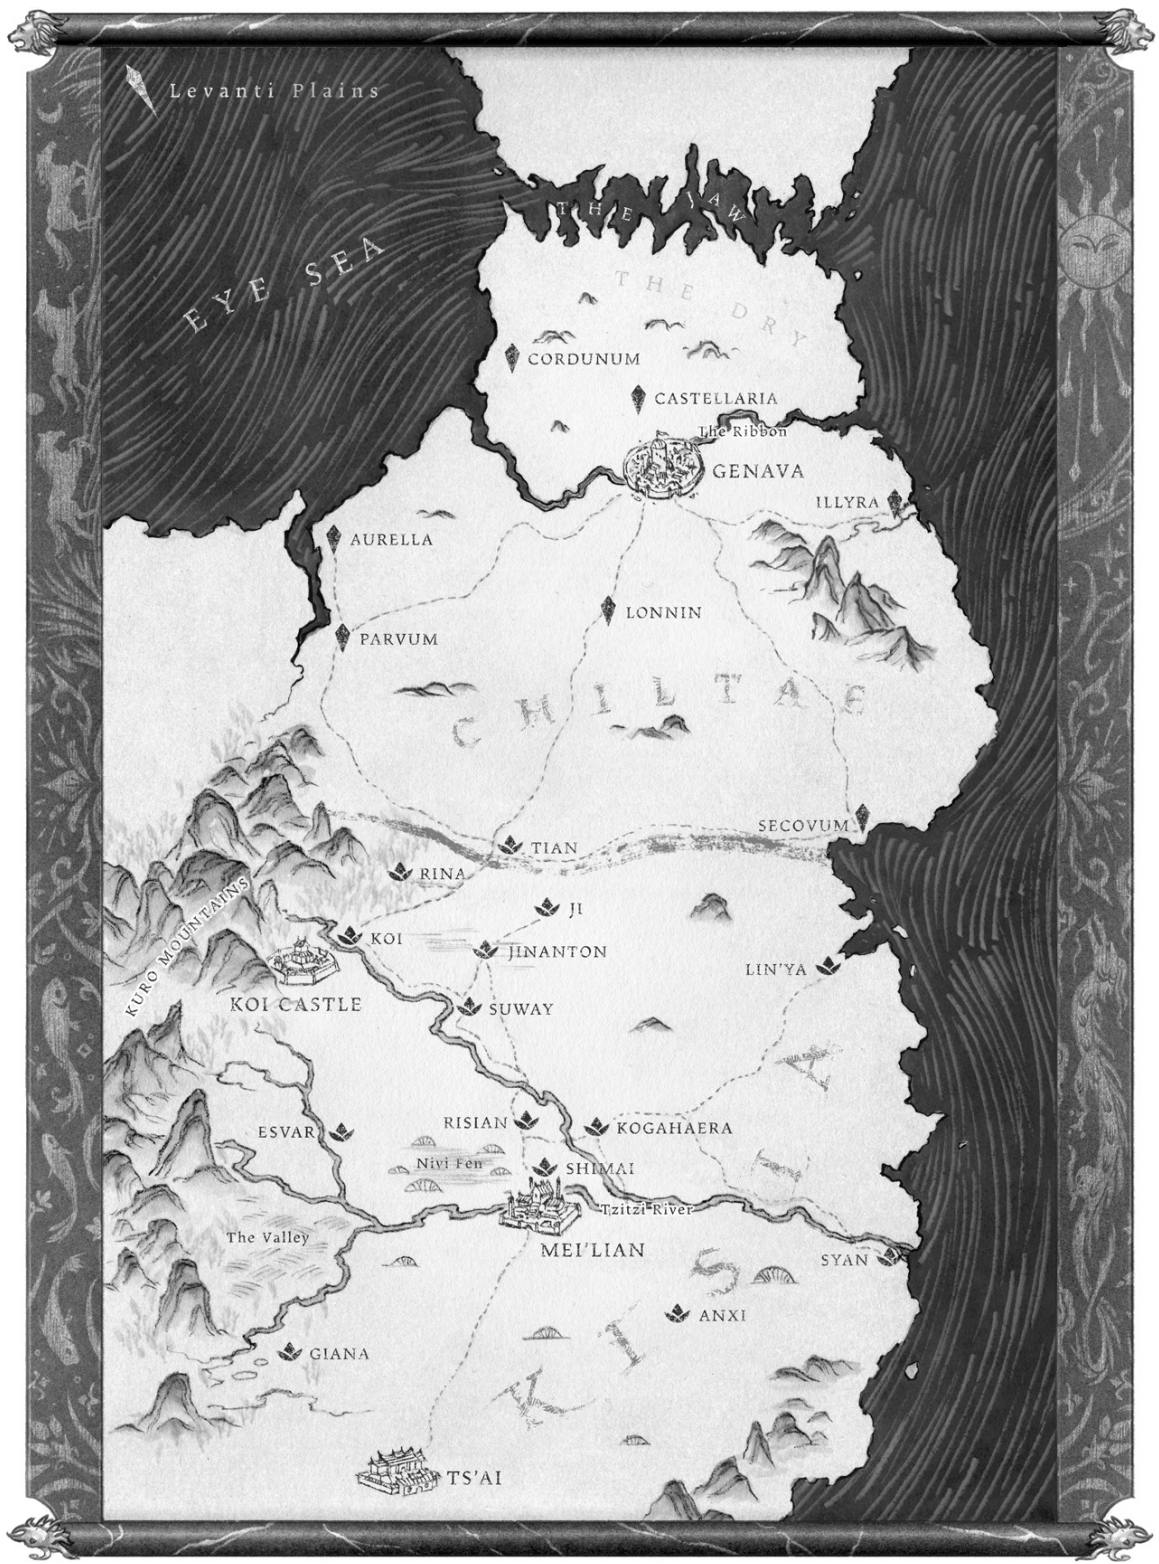 Levanti Plains
THE JAW
EYE SEA
THE DRY
CORDUNUM
CASTELLARIA
The Ribbon
GENAVA
ILLYRA
AURELLA
LONNIN
PARVUM
CHILTAE
SECOVUM
TIAN
RINA
JI
KOI
JINANTON
KURO MOUNTAINS
LIN'YA
KOI CASTLE
SUWAY
RISIAN
KOGAHAERA
ESVAR
Nivi Fen
SHIMAI
Tzitzi River
The Valley
MEI'LIAN
SYAN
KISIA
ANXI
GIANA
TS'AI